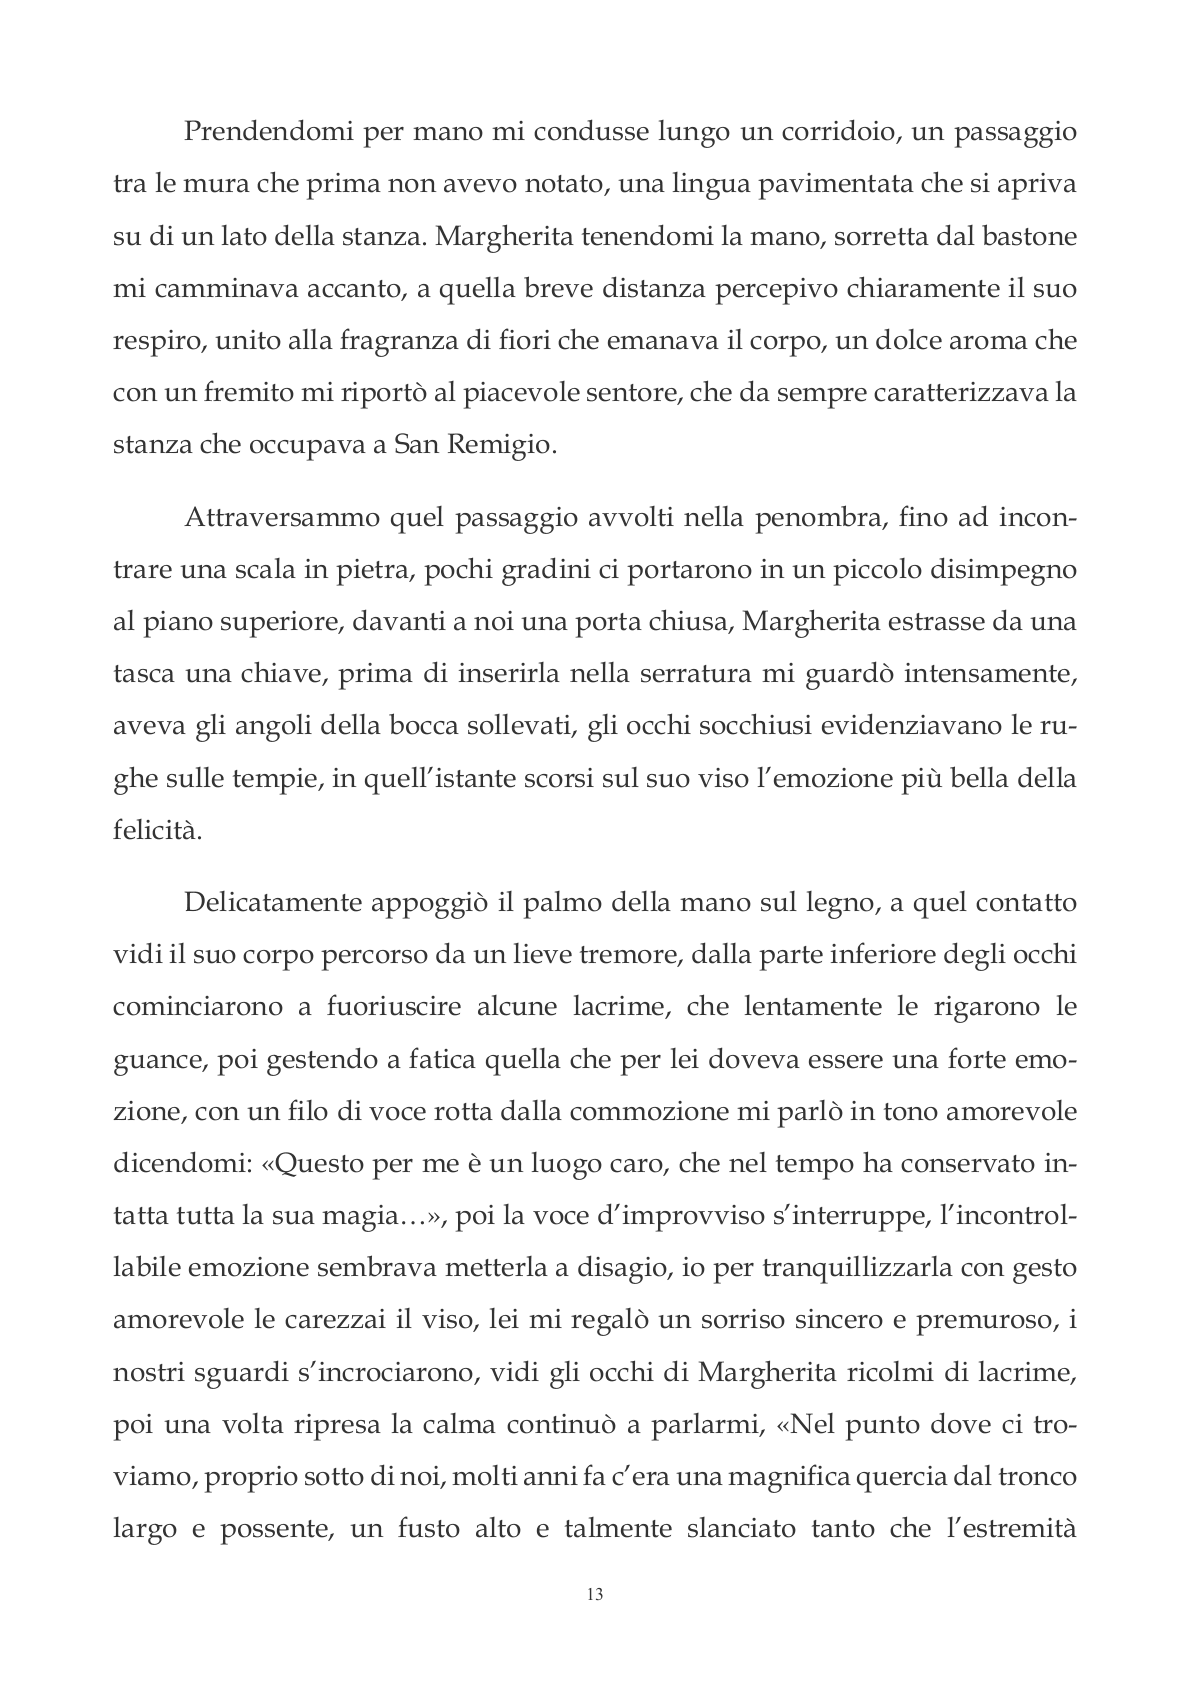 Prendendomi per mano mi condusse lungo un corridoio, un passaggio
tra le mura che prima non avevo notato, una lingua pavimentata che si apriva
su di un lato della stanza. Margherita tenendomi la mano, sorretta dal bastone
mi camminava accanto, a quella breve distanza percepivo chiaramente il suo
respiro, unito alla fragranza di fiori che emanava il corpo, un dolce aroma che
con un fremito mi riportò al piacevole sentore, che da sempre caratterizzava la
stanza che occupava a San Remigio.
Attraversammo quel passaggio avvolti nella penombra, fino ad incon-
trare una scala in pietra, pochi gradini ci portarono in un piccolo disimpegno
al piano superiore, davanti a noi una porta chiusa, Margherita estrasse da una
tasca una chiave, prima di inserirla nella serratura mi guardò intensamente,
aveva gli angoli della bocca sollevati, gli occhi socchiusi evidenziavano le ru-
ghe sulle tempie, in quell’istante scorsi sul suo viso l’emozione più bella della
felicità.
Delicatamente appoggiò il palmo della mano sul legno, a quel contatto
vidi il suo corpo percorso da un lieve tremore, dalla parte inferiore degli occhi
cominciarono a fuoriuscire alcune lacrime, che lentamente le rigarono le
guance, poi gestendo a fatica quella che per lei doveva essere una forte emo-
zione, con un filo di voce rotta dalla commozione mi parlò in tono amorevole
dicendomi: «Questo per me è un luogo caro, che nel tempo ha conservato in-
tatta tutta la sua magia…», poi la voce d’improvviso s’interruppe, l’incontrol-
labile emozione sembrava metterla a disagio, io per tranquillizzarla con gesto
amorevole le carezzai il viso, lei mi regalò un sorriso sincero e premuroso, i
nostri sguardi s’incrociarono, vidi gli occhi di Margherita ricolmi di lacrime,
poi una volta ripresa la calma continuò a parlarmi, «Nel punto dove ci tro-
viamo, proprio sotto di noi, molti anni fa c’era una magnifica quercia dal tronco
largo e possente, un fusto alto e talmente slanciato tanto che l’estremità
13